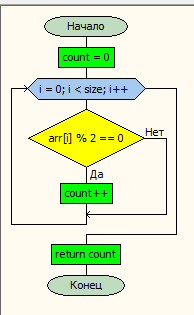 Начало
count = 0
i = 0; i < size; i++
arr[i] % 2 == 0
Нет
Да
count++
return count
Конец